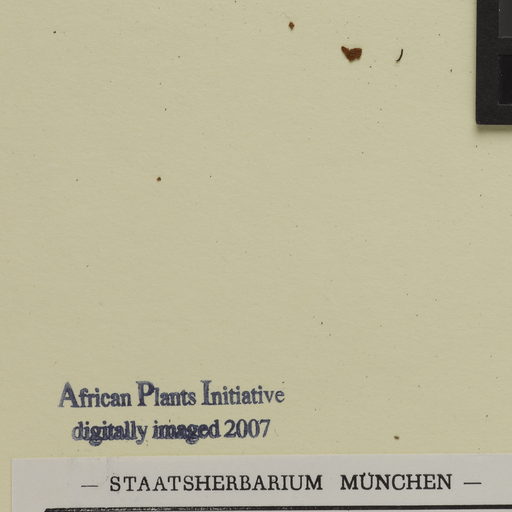 African Plants Initiative
digitally imaged 2007
— STAATSHERBARIUM MÜNCHEN —